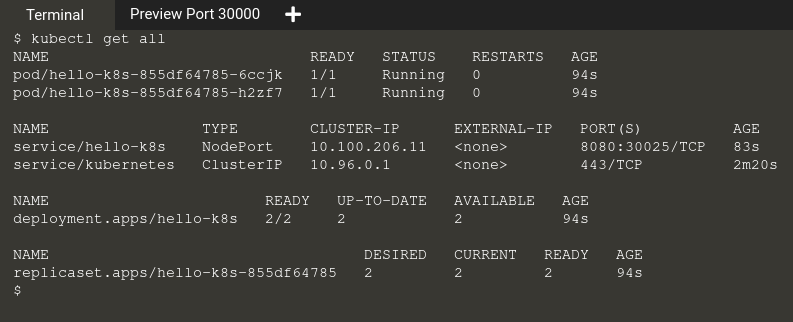 Terminal Preview Port 30000 +
$ kubectl get all
NAME READY STATUS RESTARTS AGE
pod/hello-k8s-855df64785-6ccjk 1/1 Running 0 94s
pod/hello-k8s-855df64785-h2zf7 1/1 Running 0 94s
NAME TYPE CLUSTER-IP EXTERNAL-IP PORT(S) AGE
service/hello-k8s NodePort 10.100.206.11 <none> 8080:30025/TCP 83s
service/kubernetes ClusterIP 10.96.0.1 <none> 443/TCP 2m20s
NAME READY UP-TO-DATE AVAILABLE AGE
deployment.apps/hello-k8s 2/2 2 2 94s
NAME DESIRED CURRENT READY AGE
replicaset.apps/hello-k8s-855df64785 2 2 2 94s
$